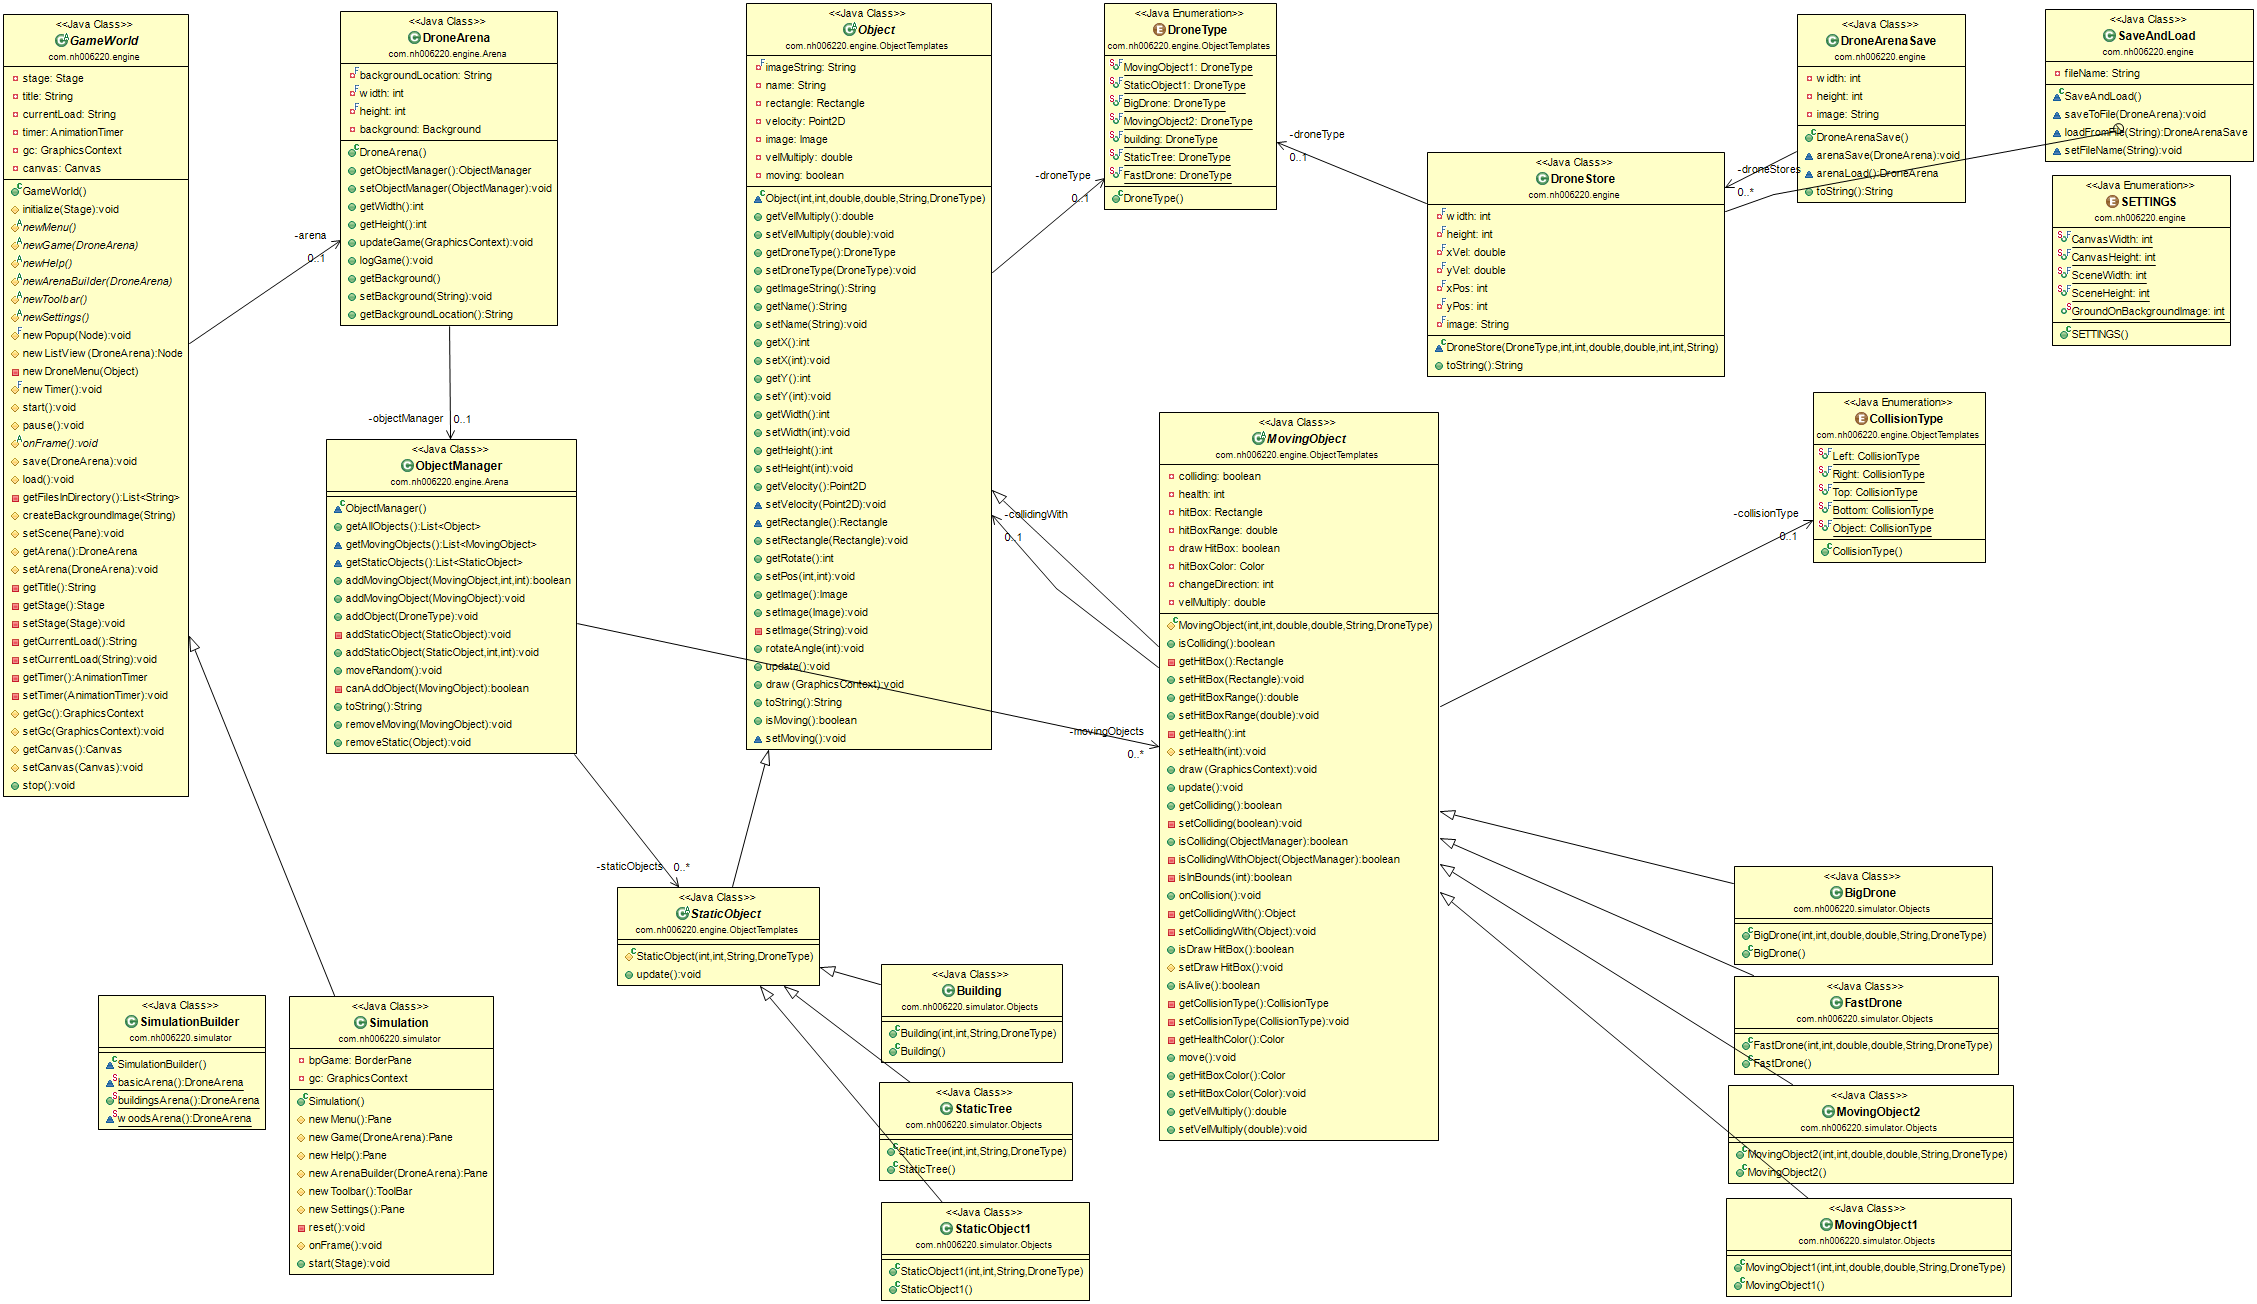 <<Java Class>>
GameWorld
com.nh006220.engine
stage: Stage
title: String
currentLoad: String
timer: AnimationTimer
gc: GraphicsContext
canvas: Canvas
GameWorld()
initialize(Stage):void
newMenu()
newGame(DroneArena)
newHelp()
newArenaBuilder(DroneArena)
newToolbar()
newSettings()
newPopup(Node):void
newListView(DroneArena):Node
newDroneMenu(Object)
newTimer():void
start():void
pause():void
onFrame():void
save(DroneArena):void
load():void
getFilesInDirectory():List<String>
createBackgroundImage(String)
setScene(Pane):void
getArena():DroneArena
setArena(DroneArena):void
getTitle():String
getStage():Stage
setStage(Stage):void
getCurrentLoad():String
setCurrentLoad(String):void
getTimer():AnimationTimer
setTimer(AnimationTimer):void
getGc():GraphicsContext
setGc(GraphicsContext):void
getCanvas():Canvas
setCanvas(Canvas):void
stop():void
-arena
0..1
<<Java Class>>
DroneArena
com.nh006220.engine.Arena
backgroundLocation: String
width: int
height: int
background: Background
DroneArena()
getObjectManager():ObjectManager
setObjectManager(ObjectManager):void
getWidth():int
getHeight():int
updateGame(GraphicsContext):void
logGame():void
getBackground()
setBackground(String):void
getBackgroundLocation():String
-objectManager
0..1
<<Java Class>>
ObjectManager
com.nh006220.engine.Arena
ObjectManager()
getAllObjects():List<Object>
getMovingObjects():List<MovingObject>
getStaticObjects():List<StaticObject>
addMovingObject(MovingObject,int,int):boolean
addMovingObject(MovingObject):void
addObject(DroneType):void
addStaticObject(StaticObject):void
addStaticObject(StaticObject,int,int):void
moveRandom():void
canAddObject(MovingObject):boolean
toString():String
removeMoving(MovingObject):void
removeStatic(Object):void
-staticObjects
0..*
-movingObjects
0..*
<<Java Class>>
Object
com.nh006220.engine.ObjectTemplates
imageString: String
name: String
rectangle: Rectangle
velocity: Point2D
image: Image
velMultiply: double
moving: boolean
Object(int,int,double,double,String,DroneType)
getVelMultiply():double
setVelMultiply(double):void
getDroneType():DroneType
setDroneType(DroneType):void
getImageString():String
getName():String
setName(String):void
getX():int
setX(int):void
getY():int
setY(int):void
getWidth():int
setWidth(int):void
getHeight():int
setHeight(int):void
getVelocity():Point2D
setVelocity(Point2D):void
getRectangle():Rectangle
setRectangle(Rectangle):void
getRotate():int
setPos(int,int):void
getImage():Image
setImage(Image):void
setImage(String):void
rotateAngle(int):void
update():void
draw(GraphicsContext):void
toString():String
isMoving():boolean
setMoving():void
-droneType
0..1
-collidingWith
0..1
<<Java Enumeration>>
DroneType
com.nh006220.engine.ObjectTemplates
MovingObject1: DroneType
StaticObject1: DroneType
BigDrone: DroneType
MovingObject2: DroneType
building: DroneType
StaticTree: DroneType
FastDrone: DroneType
DroneType()
-droneType
0..1
<<Java Class>>
DroneStore
com.nh006220.engine
width: int
height: int
xVel: double
yVel: double
xPos: int
yPos: int
image: String
DroneStore(DroneType,int,int,double,double,int,int,String)
toString():String
-droneStores
0..*
<<Java Class>>
DroneArenaSave
com.nh006220.engine
width: int
height: int
image: String
DroneArenaSave()
arenaSave(DroneArena):void
arenaLoad():DroneArena
toString():String
<<Java Class>>
SaveAndLoad
com.nh006220.engine
fileName: String
SaveAndLoad()
saveToFile(DroneArena):void
loadFromFile(String):DroneArenaSave
setFileName(String):void
<<Java Enumeration>>
SETTINGS
com.nh006220.engine
CanvasWidth: int
CanvasHeight: int
SceneWidth: int
SceneHeight: int
GroundOnBackgroundImage: int
SETTINGS()
<<Java Class>>
MovingObject
com.nh006220.engine.ObjectTemplates
colliding: boolean
health: int
hitBox: Rectangle
hitBoxRange: double
drawHitBox: boolean
hitBoxColor: Color
changeDirection: int
velMultiply: double
MovingObject(int,int,double,double,String,DroneType)
isColliding():boolean
getHitBox():Rectangle
setHitBox(Rectangle):void
getHitBoxRange():double
setHitBoxRange(double):void
getHealth():int
setHealth(int):void
draw(GraphicsContext):void
update():void
getColliding():boolean
setColliding(boolean):void
isColliding(ObjectManager):boolean
isCollidingWithObject(ObjectManager):boolean
isInBounds(int):boolean
onCollision():void
getCollidingWith():Object
setCollidingWith(Object):void
isDrawHitBox():boolean
setDrawHitBox():void
isAlive():boolean
getCollisionType():CollisionType
setCollisionType(CollisionType):void
getHealthColor():Color
move():void
getHitBoxColor():Color
setHitBoxColor(Color):void
getVelMultiply():double
setVelMultiply(double):void
-collisionType
0..1
<<Java Enumeration>>
CollisionType
com.nh006220.engine.ObjectTemplates
Left: CollisionType
Right: CollisionType
Top: CollisionType
Bottom: CollisionType
Object: CollisionType
CollisionType()
<<Java Class>>
StaticObject
com.nh006220.engine.ObjectTemplates
StaticObject(int,int,String,DroneType)
update():void
<<Java Class>>
Building
com.nh006220.simulator.Objects
Building(int,int,String,DroneType)
Building()
<<Java Class>>
StaticTree
com.nh006220.simulator.Objects
StaticTree(int,int,String,DroneType)
StaticTree()
<<Java Class>>
StaticObject1
com.nh006220.simulator.Objects
StaticObject1(int,int,String,DroneType)
StaticObject1()
<<Java Class>>
BigDrone
com.nh006220.simulator.Objects
BigDrone(int,int,double,double,String,DroneType)
BigDrone()
<<Java Class>>
FastDrone
com.nh006220.simulator.Objects
FastDrone(int,int,double,double,String,DroneType)
FastDrone()
<<Java Class>>
MovingObject2
com.nh006220.simulator.Objects
MovingObject2(int,int,double,double,String,DroneType)
MovingObject2()
<<Java Class>>
MovingObject1
com.nh006220.simulator.Objects
MovingObject1(int,int,double,double,String,DroneType)
MovingObject1()
<<Java Class>>
SimulationBuilder
com.nh006220.simulator
SimulationBuilder()
basicArena():DroneArena
buildingsArena():DroneArena
woodsArena():DroneArena
<<Java Class>>
Simulation
com.nh006220.simulator
bpGame: BorderPane
gc: GraphicsContext
Simulation()
newMenu():Pane
newGame(DroneArena):Pane
newHelp():Pane
newArenaBuilder(DroneArena):Pane
newToolbar():ToolBar
newSettings():Pane
reset():void
onFrame():void
start(Stage):void